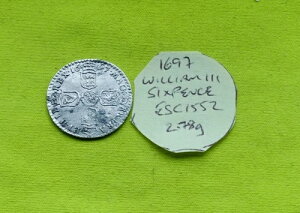 1697
WILLIAM III
SIXPENCE
ESC1552
2.78g